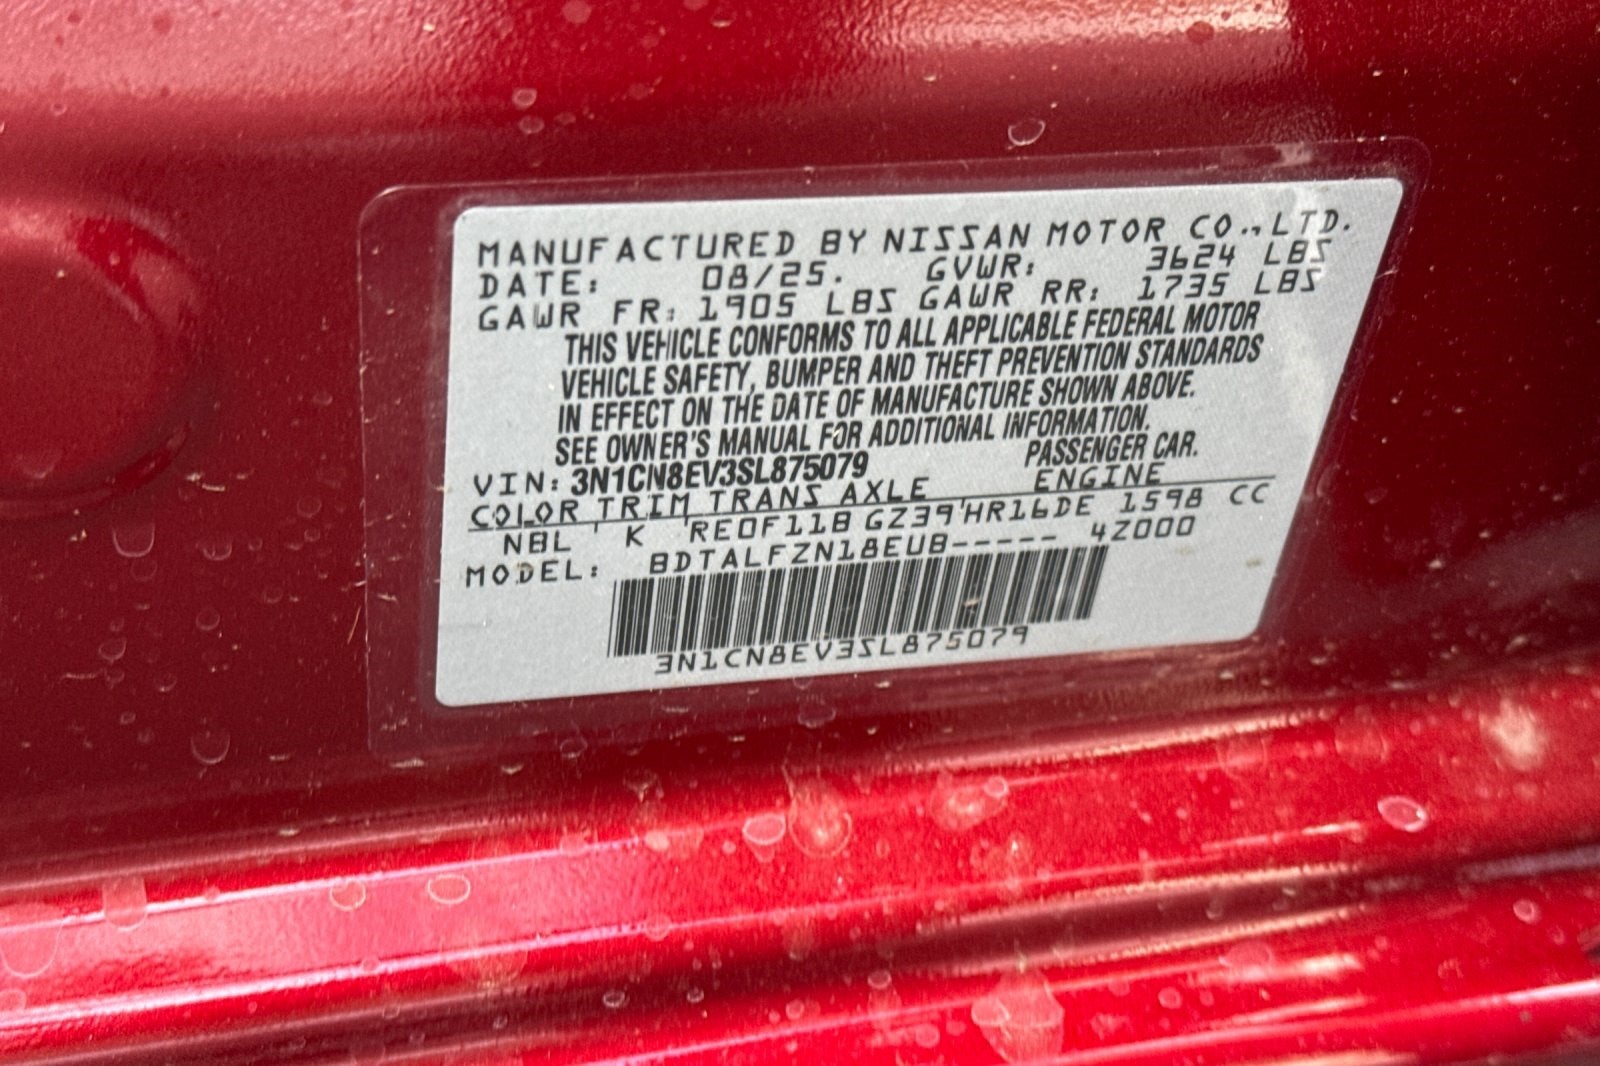 MANUFACTURED BY NISSAN MOTOR CO., LTD.
DATE: 08/25. GVWR: 3624 LBS
GAWR FR: 1905 LBS GAWR RR: 1735 LBS
THIS VEHICLE CONFORMS TO ALL APPLICABLE FEDERAL MOTOR
VEHICLE SAFETY, BUMPER AND THEFT PREVENTION STANDARDS
IN EFFECT ON THE DATE OF MANUFACTURE SHOWN ABOVE.
SEE OWNER'S MANUAL FOR ADDITIONAL INFORMATION.
PASSENGER CAR.
VIN: 3N1CN8EV3SL875079
COLOR TRIM TRANS AXLE ENGINE
NBL ' K 'RE0F11B GZ39'HR16DE 1598 CC
MODEL: BDTALFZN18EUB----- 4Z000
3N1CN8EV3SL875079